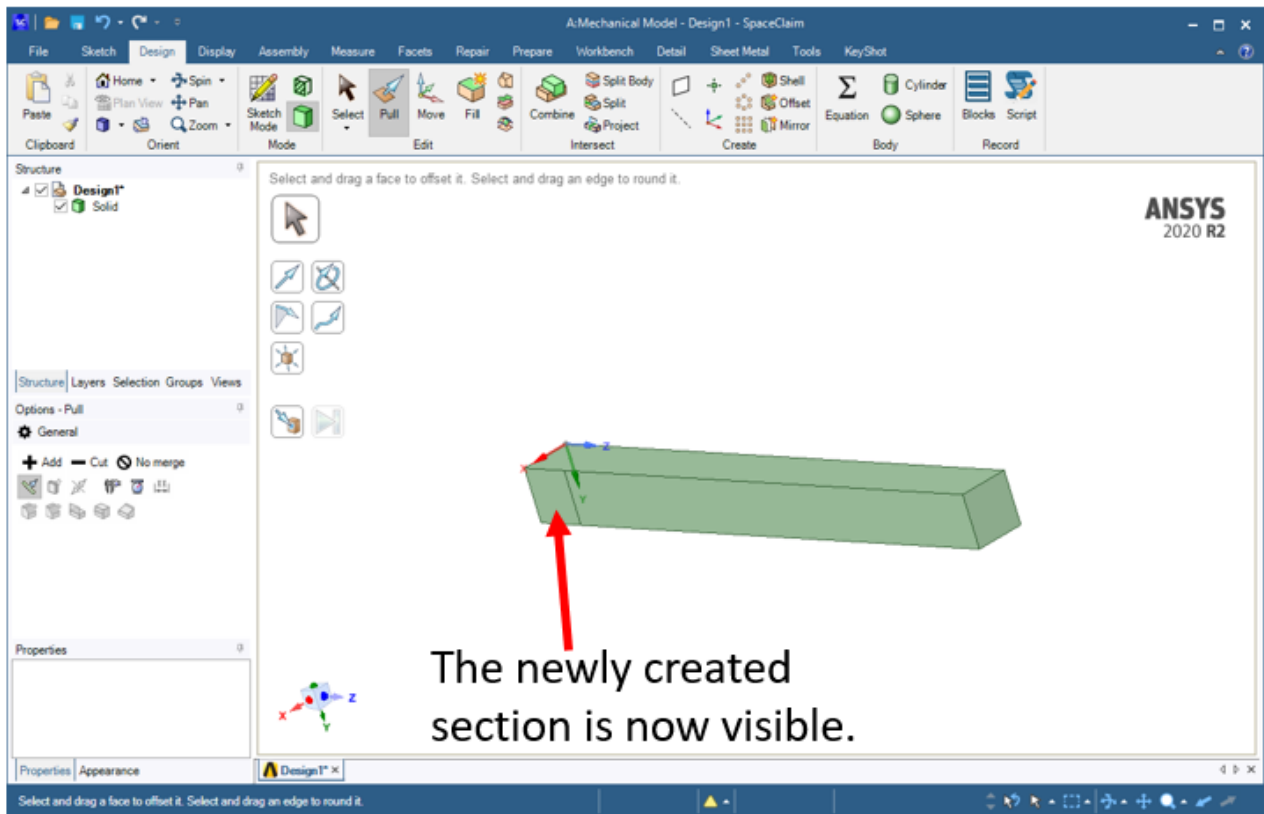 A:Mechanical Model - Design1 - SpaceClaim
File Sketch Design Display Assembly Measure Facets Repair Prepare Workbench Detail Sheet Metal Tools KeyShot
Home Spin Split Body Shell Cylinder
Plan View Pan Split Offset
Paste Sketch Mode Select Pull Move Fill Combine Equation Sphere Blocks Script
Zoom Project Mirror
Clipboard Orient Mode Edit Intersect Create Body Record
Structure
Design1*
Solid
Select and drag a face to offset it. Select and drag an edge to round it.
ANSYS
2020 R2
Structure Layers Selection Groups Views
Options - Pull
General
Add Cut No merge
X Z
Y
Properties
The newly created
section is now visible.
X Z
Y
Properties Appearance
Design1*
Select and drag a face to offset it. Select and drag an edge to round it.